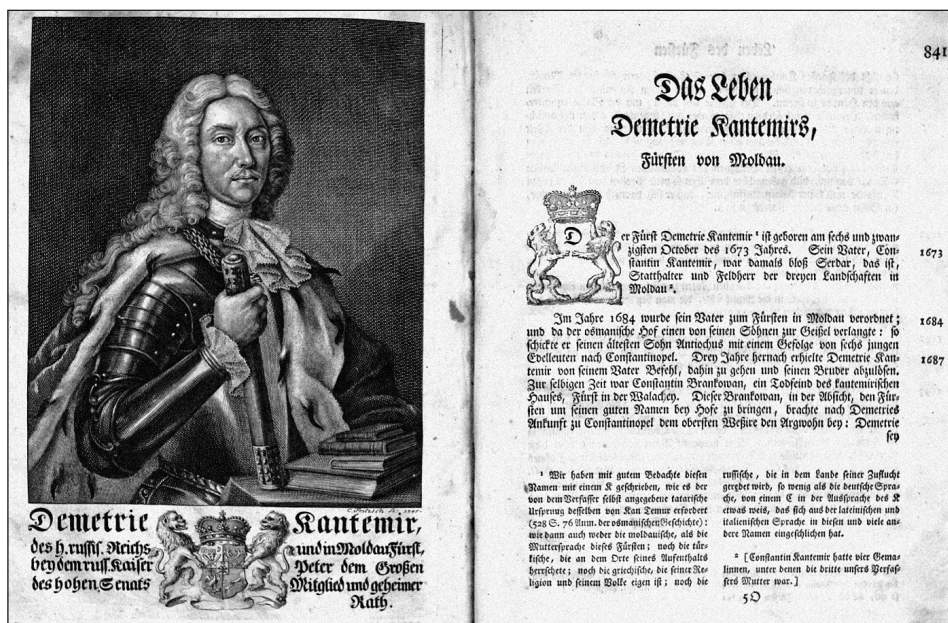 Demetrie Kantemir,
des h. russis. Reichs und in Moldau Fürst,
bey dem russ. Kaiser Peter dem Großen
des hohen Senats Mitglied und geheimer
Rath.
841
Das Leben
Demetrie Kantemirs,
Fürsten von Moldau.
Der Fürst Demetrie Kantemir ¹ ist geboren am sechs und zwan-
zigsten October des 1673 Jahres. Sein Vater, Con-
stantin Kantemir, war damals bloß Serdar, das ist,
Statthalter und Feldherr der dreyen Landschaften in
Moldau ².
1673
Im Jahre 1684 wurde sein Vater zum Fürsten in Moldau verordnet;
und da der osmanische Hof einen von seinen Söhnen zur Geißel verlangte: so
schickte er seinen ältesten Sohn Antiochus mit einem Gefolge von sechs jungen
Edelleuten nach Constantinopel. Drey Jahre hernach erhielte Demetrie Kan-
temir von seinem Vater Befehl, dahin zu gehen und seinen Bruder abzulösen.
Zur selbigen Zeit war Constantin Brankowan, ein Todfeind des kantemirischen
Hauses, Fürst in der Walachey. Dieser Brankowan, in der Absicht, den Für-
sten um seinen guten Namen bey Hofe zu bringen, brachte nach Demetries
Ankunft zu Constantinopel dem obersten Weßire den Argwohn bey: Demetrie
sey
1684
1687
¹ Wir haben mit gutem Bedachte diesen
Namen mit einem K geschrieben, wie es der
von dem Verfasser selbst angegebene tatarische
Ursprung desselben von Kan Temur erfordert
(528 S. 76 Anm. der osmanischen Geschichte):
wie dann auch weder die moldauische, als die
Muttersprache dieses Fürsten; noch die tür-
kische, die an dem Orte seines Aufenthalts
herrschete; noch die griechische, die seiner Re-
ligion und seinem Volke eigen ist; noch die
russische, die in dem Lande seiner Zuflucht
geredet wird, so wenig als die deutsche Spra-
che, von einem C in der Aussprache des K
etwas weis, das sich aus der lateinischen und
italienischen Sprache in diesen und viele an-
dere Namen eingeschlichen hat.
² [Constantin Kantemir hatte vier Gema-
linnen, unter denen die dritte unsers Verfas-
sers Mutter war.]
5O